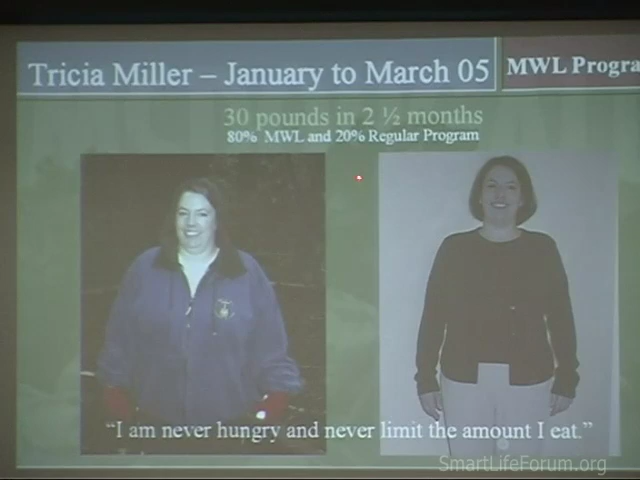 Tricia Miller – January to March 05
MWL Progra
30 pounds in 2 ½ months
80% MWL and 20% Regular Program
“I am never hungry and never limit the amount I eat.”
SmartLifeForum.org